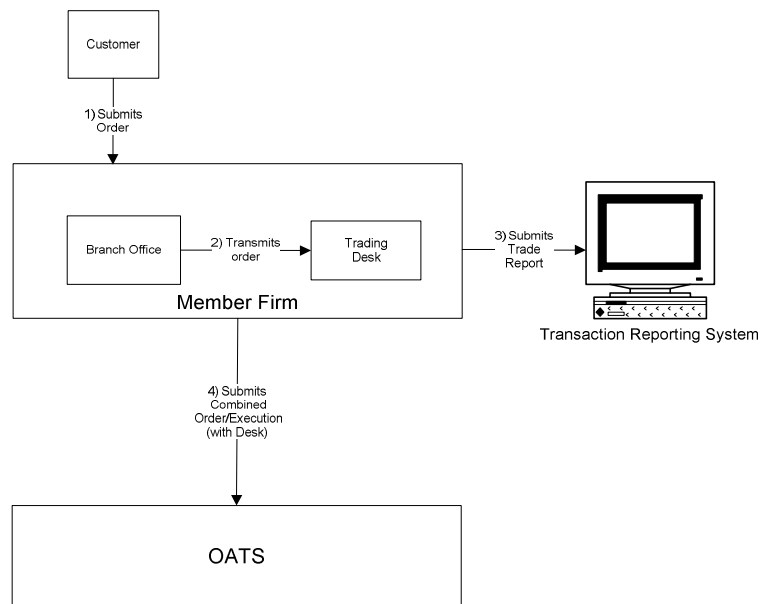 Customer
1) Submits
Order
Branch Office
2) Transmits
order
Trading
Desk
Member Firm
3) Submits
Trade
Report
Transaction Reporting System
4) Submits
Combined
Order/Execution
(with Desk)
OATS